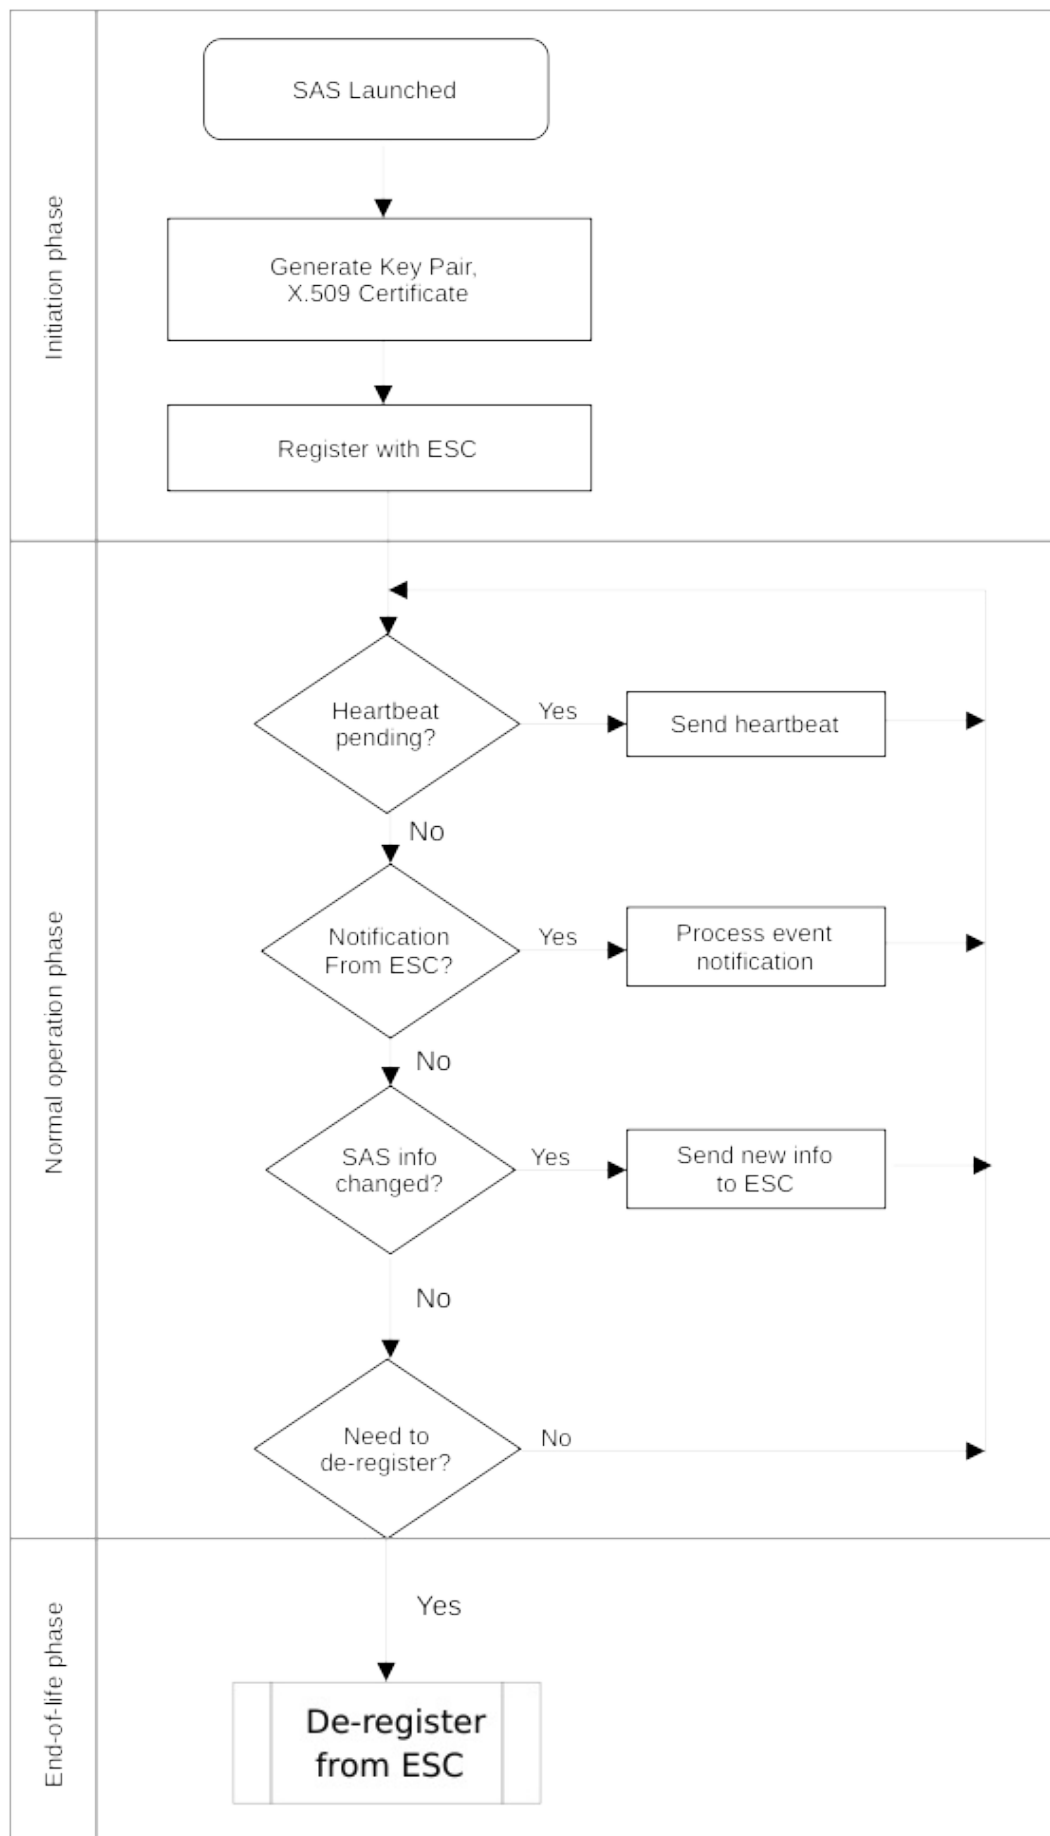 Initiation phase
SAS Launched
Generate Key Pair,
X.509 Certificate
Register with ESC
Normal operation phase
Heartbeat
pending?
Yes
Send heartbeat
No
Notification
From ESC?
Yes
Process event
notification
No
SAS info
changed?
Yes
Send new info
to ESC
No
Need to
de-register?
No
End-of-life phase
Yes
De-register
from ESC